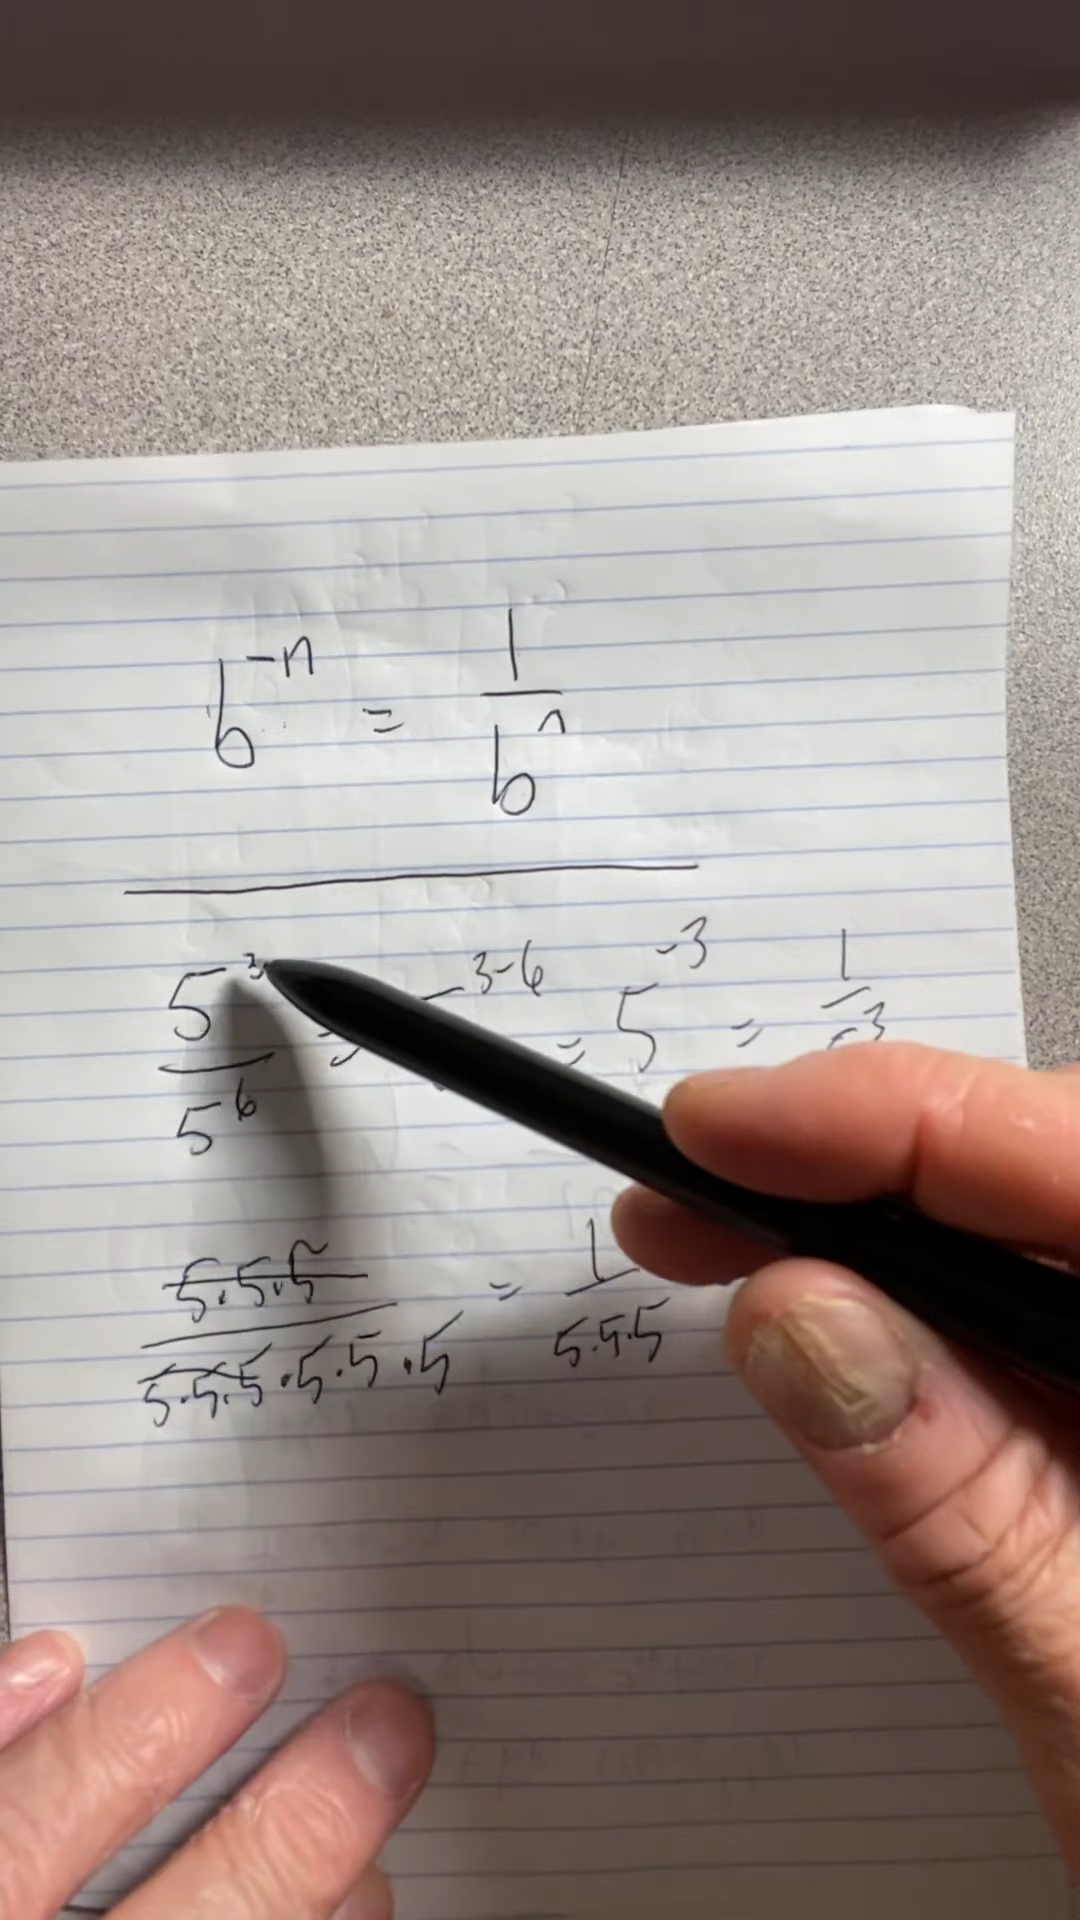 b^-n = 1/b^n
5^3/5^6 = 5^3-6 = 5^-3 = 1/5^3
5.5.5/5.5.5.5.5.5 = 1/5.5.5